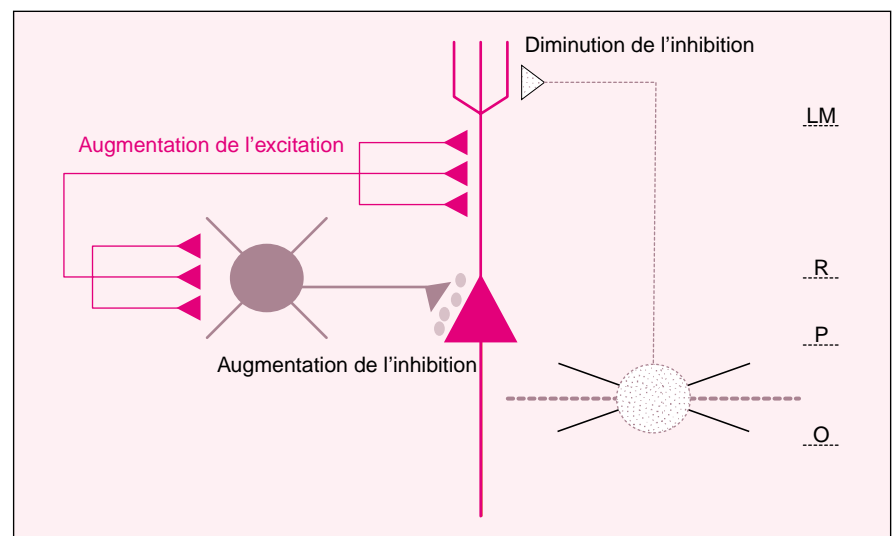 Diminution de l'inhibition
LM
Augmentation de l'excitation
R
P
Augmentation de l'inhibition
O